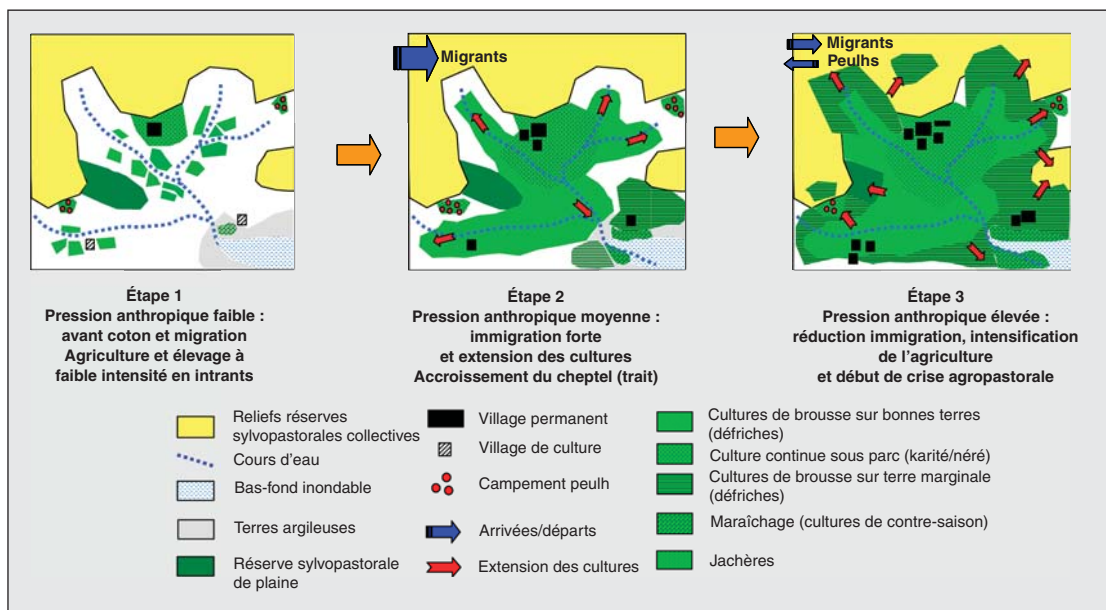 Migrants
Migrants
Peulhs
Étape 1
Pression anthropique faible :
avant coton et migration
Agriculture et élevage à
faible intensité en intrants
Étape 2
Pression anthropique moyenne :
immigration forte
et extension des cultures
Accroissement du cheptel (trait)
Étape 3
Pression anthropique élevée :
réduction immigration, intensification
de l'agriculture
et début de crise agropastorale
Reliefs réserves
sylvopastorales collectives
Cours d'eau
Bas-fond inondable
Terres argileuses
Réserve sylvopastorale
de plaine
Village permanent
Village de culture
Campement peulh
Arrivées/départs
Extension des cultures
Cultures de brousse sur bonnes terres
(défriches)
Culture continue sous parc (karité/néré)
Cultures de brousse sur terre marginale
(défriches)
Maraîchage (cultures de contre-saison)
Jachères